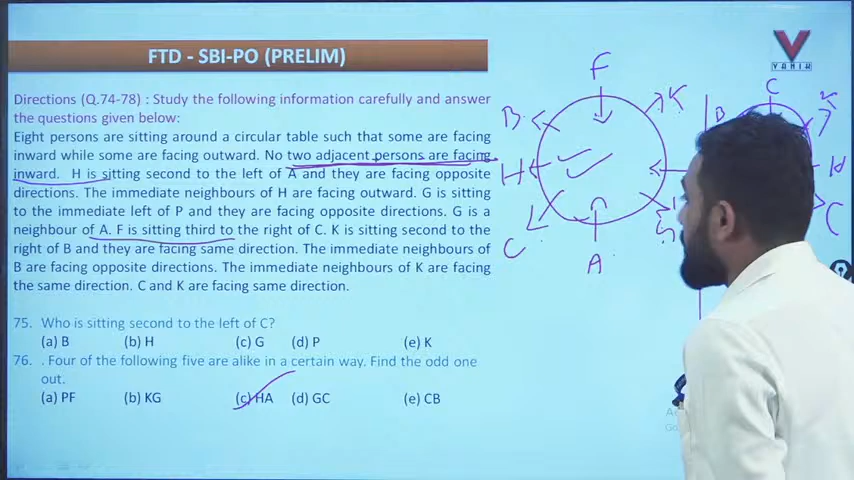 FTD - SBI-PO (PRELIM)
VANIK
Directions (Q.74-78) : Study the following information carefully and answer
the questions given below:
Eight persons are sitting around a circular table such that some are facing
inward while some are facing outward. No two adjacent persons are facing
inward. H is sitting second to the left of A and they are facing opposite
directions. The immediate neighbours of H are facing outward. G is sitting
to the immediate left of P and they are facing opposite directions. G is a
neighbour of A. F is sitting third to the right of C. K is sitting second to the
right of B and they are facing same direction. The immediate neighbours of
B are facing opposite directions. The immediate neighbours of K are facing
the same direction. C and K are facing same direction.
75. Who is sitting second to the left of C?
(a) B (b) H (c) G (d) P (e) K
76. . Four of the following five are alike in a certain way. Find the odd one
out.
(a) PF (b) KG (c) HA (d) GC (e) CB
F
B K
H
C G
A
C
B K
H
C